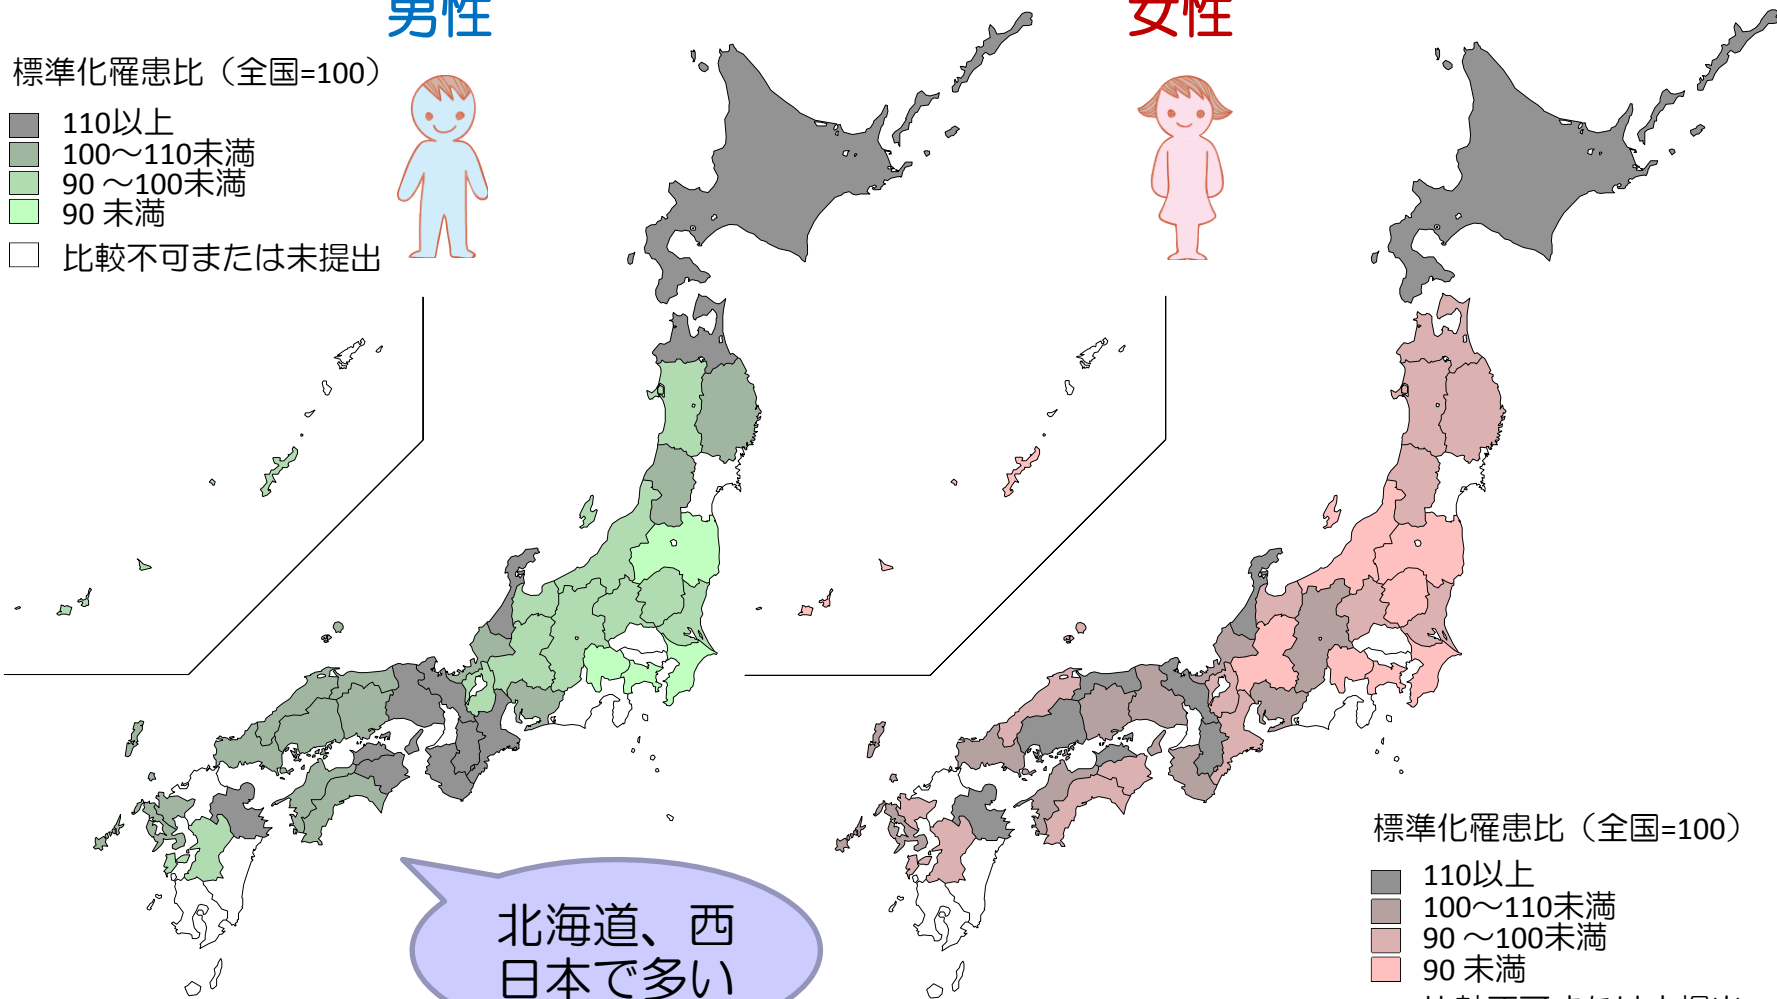 男性
女性
標準化罹患比（全国=100）
110以上
100～110未満
90 ～100未満
90 未満
比較不可または未提出
北海道、西
日本で多い
標準化罹患比（全国=100）
110以上
100～110未満
90 ～100未満
90 未満